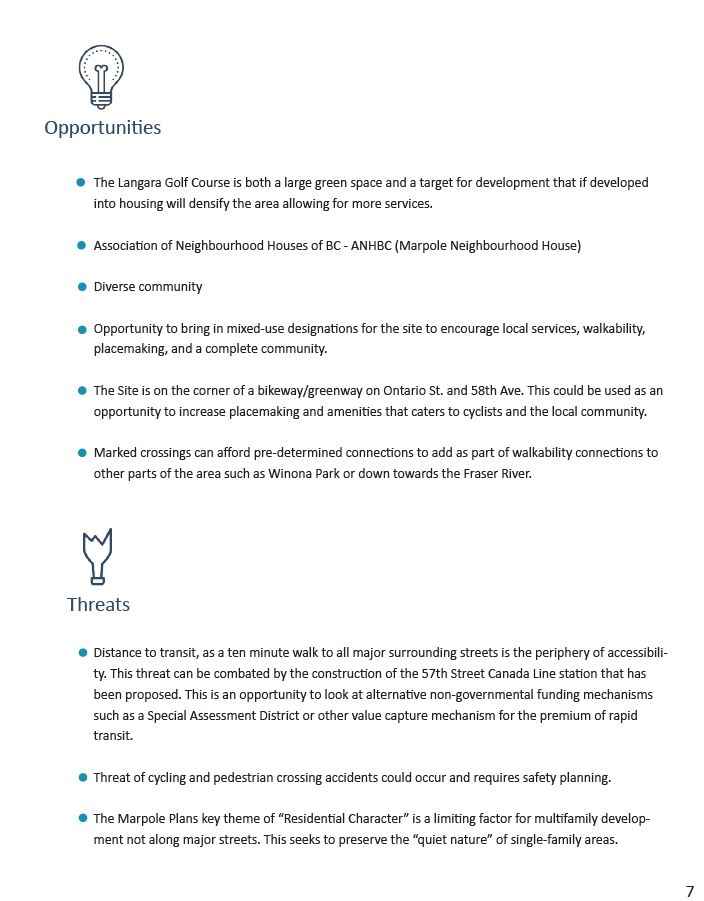 Opportunities
The Langara Golf Course is both a large green space and a target for development that if developed
into housing will densify the area allowing for more services.
Association of Neighbourhood Houses of BC - ANHBC (Marpole Neighbourhood House)
Diverse community
Opportunity to bring in mixed-use designations for the site to encourage local services, walkability,
placemaking, and a complete community.
The Site is on the corner of a bikeway/greenway on Ontario St. and 58th Ave. This could be used as an
opportunity to increase placemaking and amenities that caters to cyclists and the local community.
Marked crossings can afford pre-determined connections to add as part of walkability connections to
other parts of the area such as Winona Park or down towards the Fraser River.
Threats
Distance to transit, as a ten minute walk to all major surrounding streets is the periphery of accessibili-
ty. This threat can be combated by the construction of the 57th Street Canada Line station that has
been proposed. This is an opportunity to look at alternative non-governmental funding mechanisms
such as a Special Assessment District or other value capture mechanism for the premium of rapid
transit.
Threat of cycling and pedestrian crossing accidents could occur and requires safety planning.
The Marpole Plans key theme of “Residential Character” is a limiting factor for multifamily develop-
ment not along major streets. This seeks to preserve the “quiet nature” of single-family areas.
7